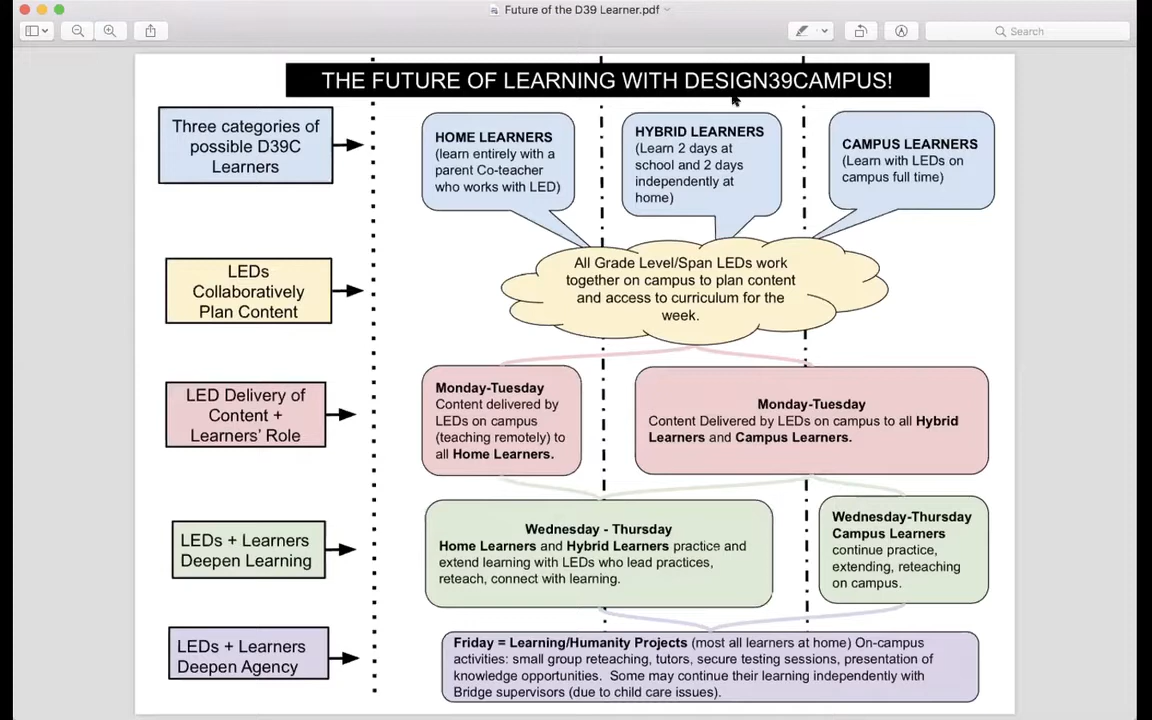 Future of the D39 Learner.pdf
Search
THE FUTURE OF LEARNING WITH DESIGN39CAMPUS!
Three categories of
possible D39C
Learners
HOME LEARNERS
(learn entirely with a
parent Co-teacher
who works with LED)
HYBRID LEARNERS
(Learn 2 days at
school and 2 days
independently at
home)
CAMPUS LEARNERS
(Learn with LEDs on
campus full time)
LEDs
Collaboratively
Plan Content
All Grade Level/Span LEDs work
together on campus to plan content
and access to curriculum for the
week.
LED Delivery of
Content +
Learners' Role
Monday-Tuesday
Content delivered by
LEDs on campus
(teaching remotely) to
all Home Learners.
Monday-Tuesday
Content Delivered by LEDs on campus to all Hybrid
Learners and Campus Learners.
LEDs + Learners
Deepen Learning
Wednesday - Thursday
Home Learners and Hybrid Learners practice and
extend learning with LEDs who lead practices,
reteach, connect with learning.
Wednesday-Thursday
Campus Learners
continue practice,
extending, reteaching
on campus.
LEDs + Learners
Deepen Agency
Friday = Learning/Humanity Projects (most all learners at home) On-campus
activities: small group reteaching, tutors, secure testing sessions, presentation of
knowledge opportunities. Some may continue their learning independently with
Bridge supervisors (due to child care issues).